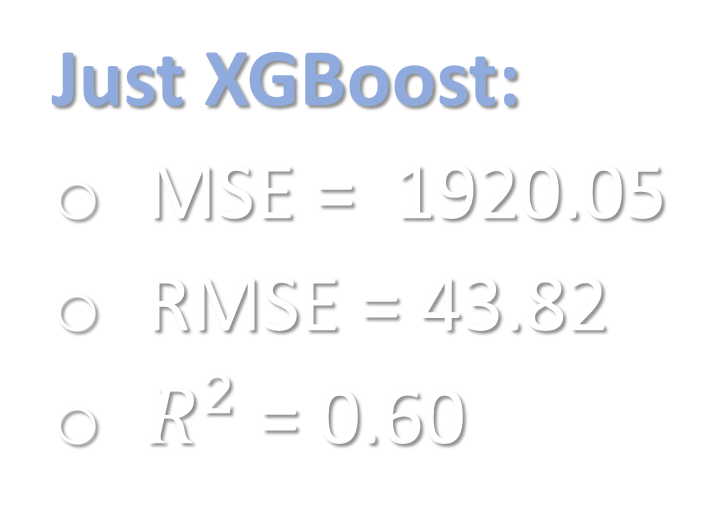 Just XGBoost:
o MSE = 1920.05
o RMSE = 43.82
o R² = 0.60